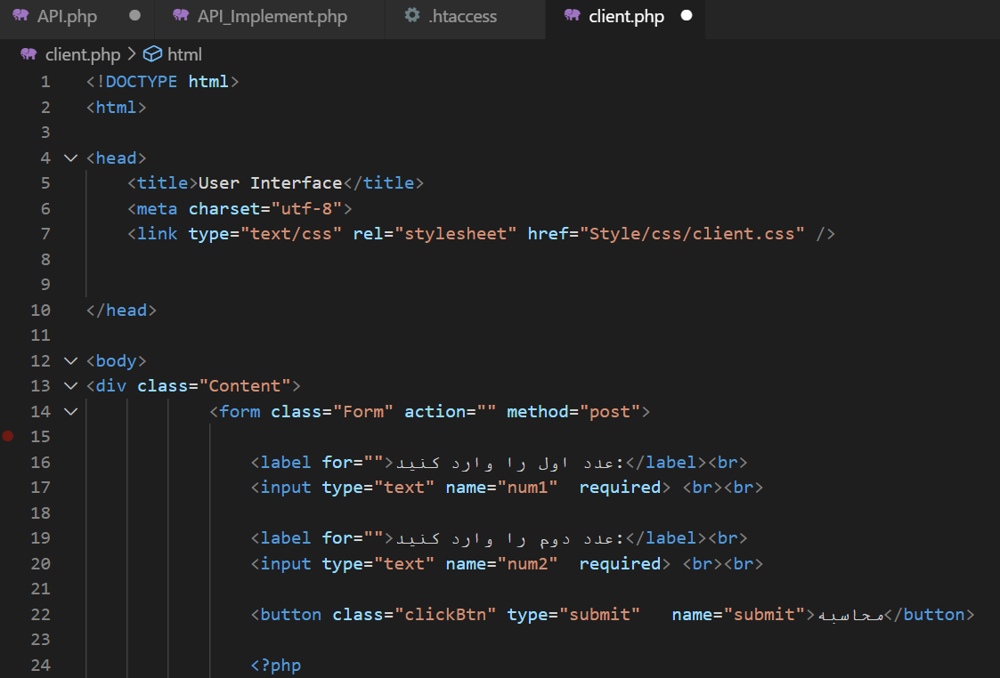 API.php API_Implement.php .htaccess client.php
client.php > html
1 <!DOCTYPE html>
2 <html>
3
4 <head>
5 <title>User Interface</title>
6 <meta charset="utf-8">
7 <link type="text/css" rel="stylesheet" href="Style/css/client.css" />
8
9
10 </head>
11
12 <body>
13 <div class="Content">
14 <form class="Form" action="" method="post">
15
16 <label for="">عدد اول را وارد کنید:</label><br>
17 <input type="text" name="num1"  required> <br><br>
18
19 <label for="">عدد دوم را وارد کنید:</label><br>
20 <input type="text" name="num2"  required> <br><br>
21
22 <button class="clickBtn" type="submit"   name="submit">محاسبه</button>
23
24 <?php